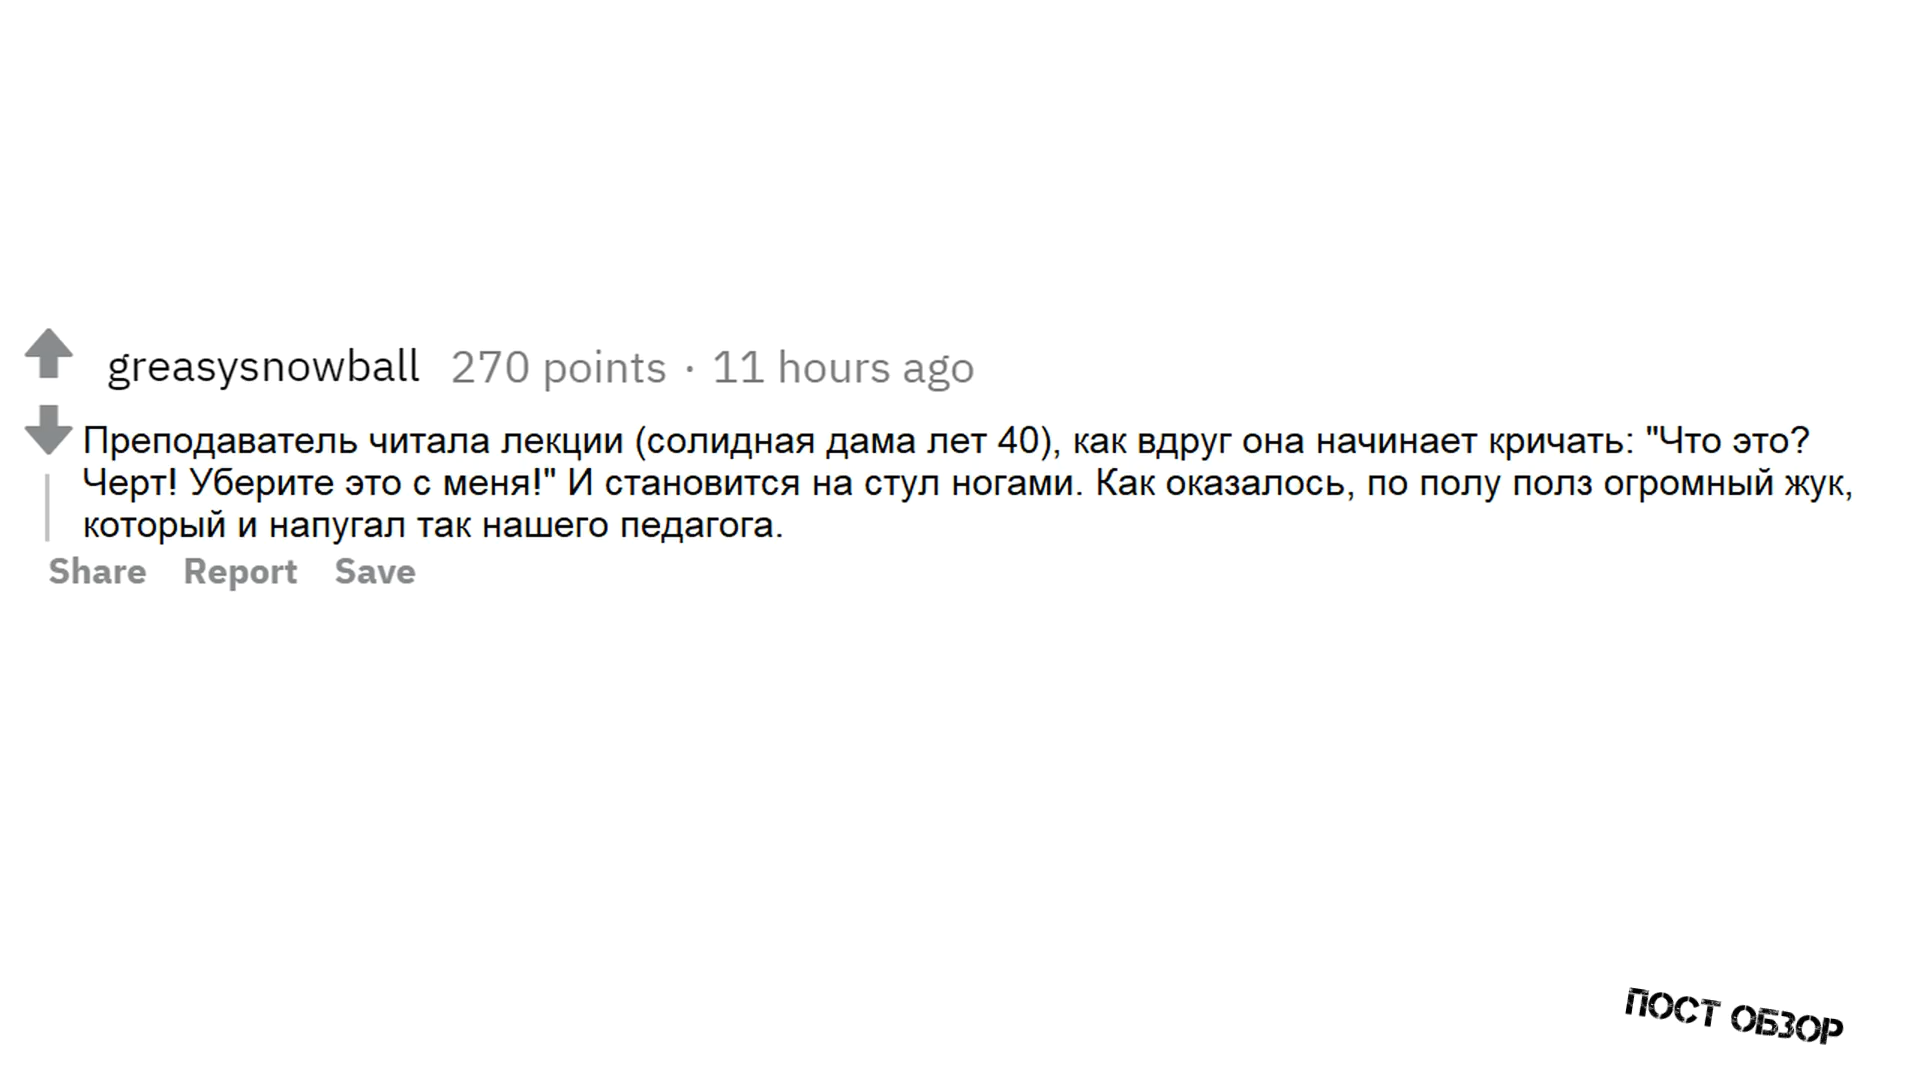 greasysnowball 270 points · 11 hours ago
Преподаватель читала лекции (солидная дама лет 40), как вдруг она начинает кричать: "Что это?
Черт! Уберите это с меня!" И становится на стул ногами. Как оказалось, по полу полз огромный жук,
который и напугал так нашего педагога.
Share Report Save
ПОСТ ОБЗОР